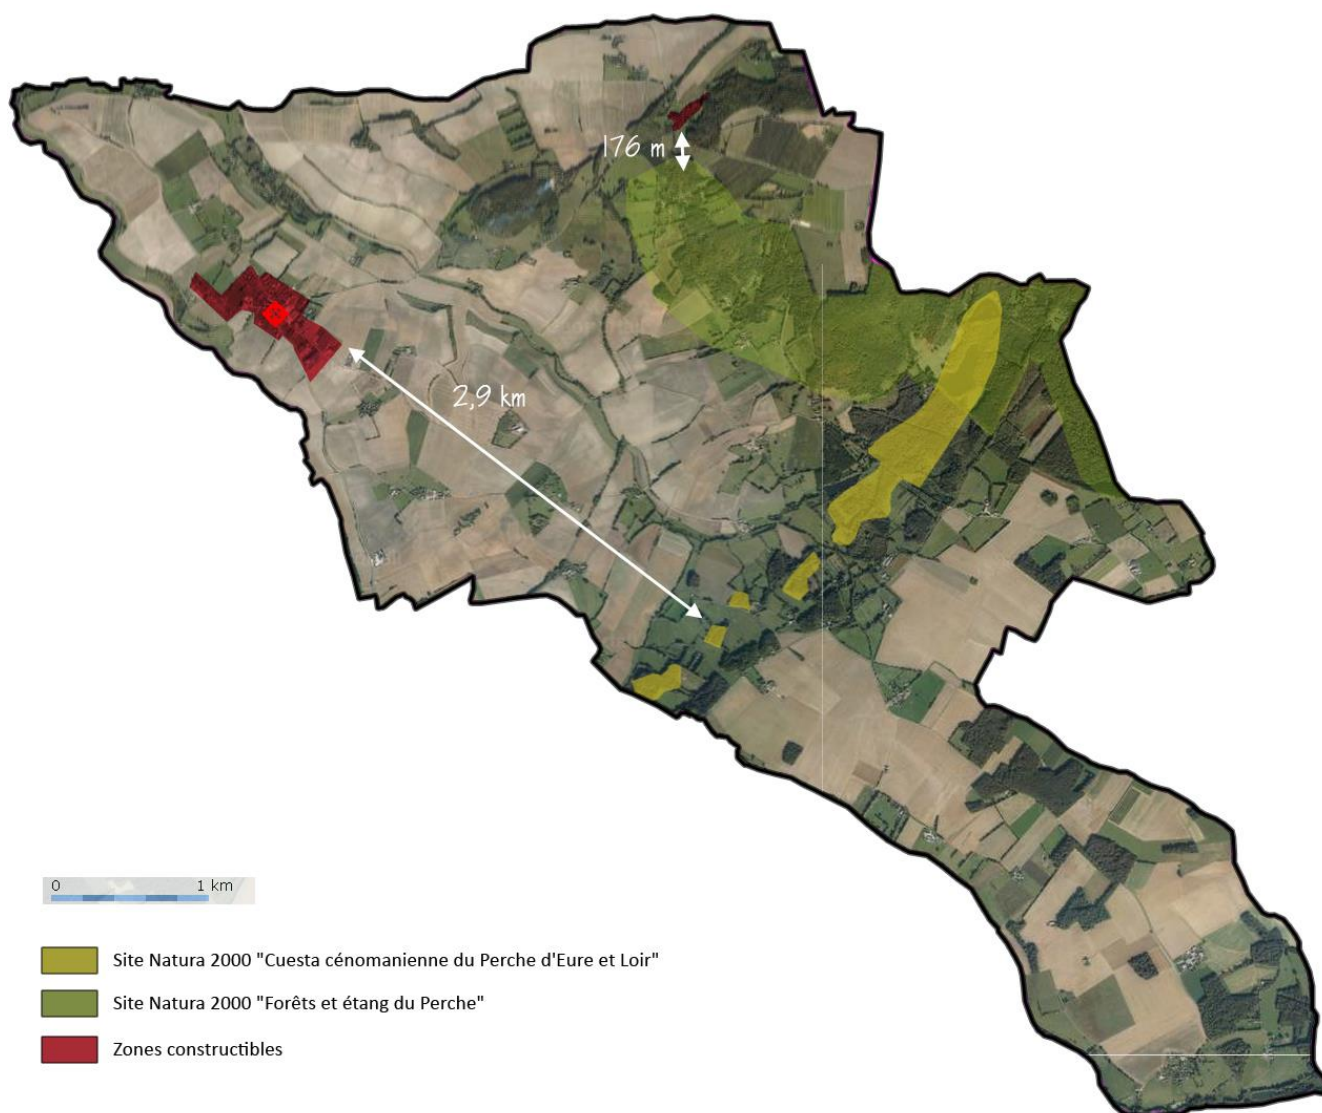 176 m
2,9 km
0 1 km
Site Natura 2000 "Cuesta cénomanienne du Perche d'Eure et Loir"
Site Natura 2000 "Forêts et étang du Perche"
Zones constructibles